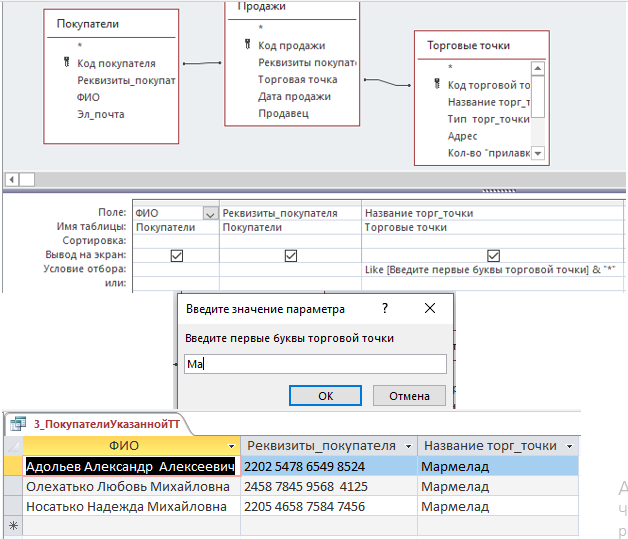 Покупатели
*
Код покупателя
Реквизиты_покупат
ФИО
Эл_почта
Продажи
*
Код продажи
Реквизиты покупат
Торговая точка
Дата продажи
Продавец
Торговые точки
*
Код торговой то
Название торг_т
Тип торг_точки
Адрес
Кол-во "прилавк
Поле: ФИО Реквизиты_покупателя Название торг_точки
Имя таблицы: Покупатели Покупатели Торговые точки
Сортировка:
Вывод на экран:
Условие отбора: Like [Введите первые буквы торговой точки] & "*"
или:
Введите значение параметра ? ×
Введите первые буквы торговой точки
Ма
ОК Отмена
3_ПокупателиУказаннойТТ
ФИО Реквизиты_покупателя Название торг_точки
Адольев Александр Алексеевич 2202 5478 6549 8524 Мармелад
Олехатько Любовь Михайловна 2458 7845 9568 4125 Мармелад
Носатько Надежда Михайловна 2205 4658 7584 7456 Мармелад
*